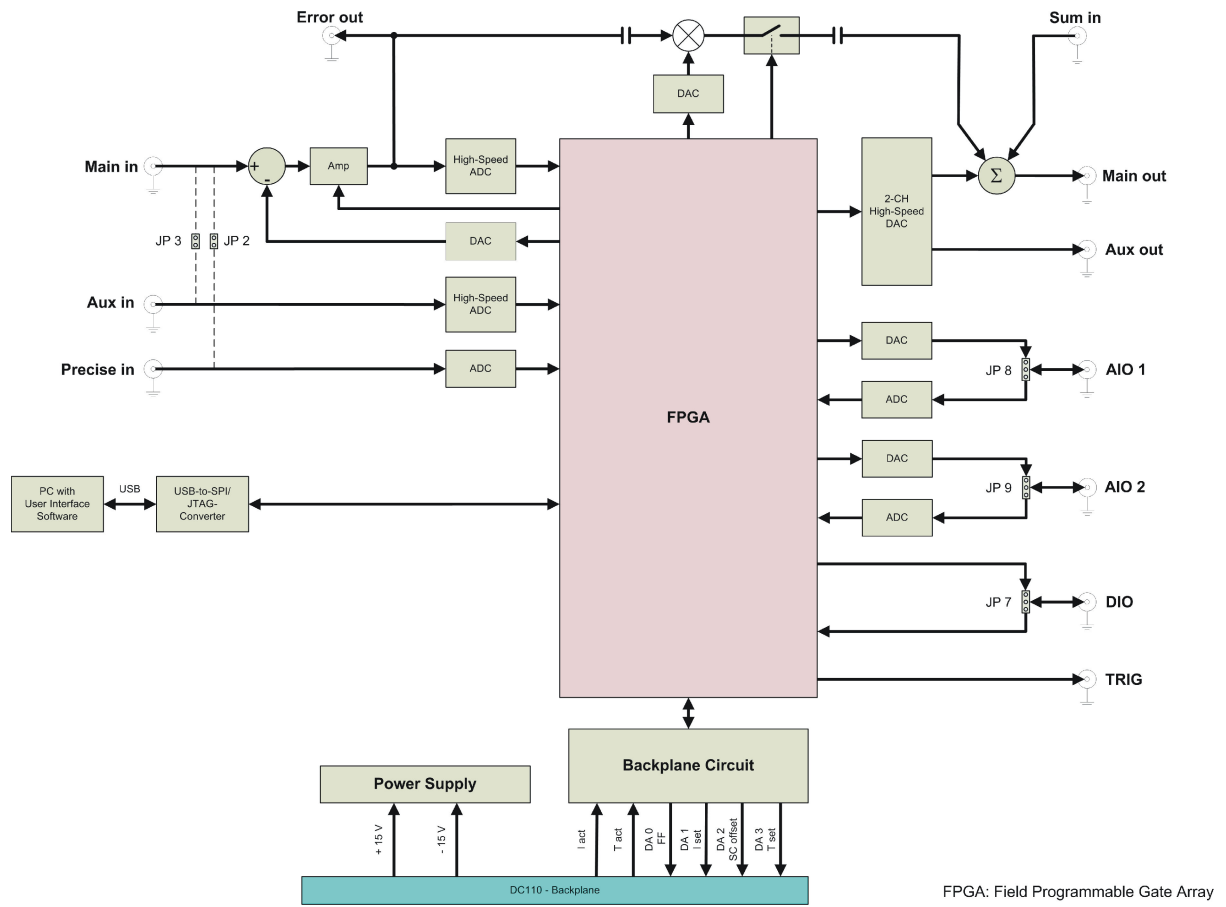 Error out
Sum in
DAC
Main in
+
-
Amp
High-Speed
ADC
2-CH
High-Speed
DAC
Σ
Main out
JP 3
JP 2
DAC
Aux out
Aux in
High-Speed
ADC
Precise in
ADC
FPGA
DAC
JP 8
AIO 1
ADC
DAC
JP 9
AIO 2
ADC
PC with
User Interface
Software
USB
USB-to-SPI/
JTAG-
Converter
JP 7
DIO
TRIG
Backplane Circuit
Power Supply
+ 15 V
- 15 V
I act
T act
DA 0
FF
DA 1
I set
DA 2
SC offset
DA 3
T set
DC110 - Backplane
FPGA: Field Programmable Gate Array